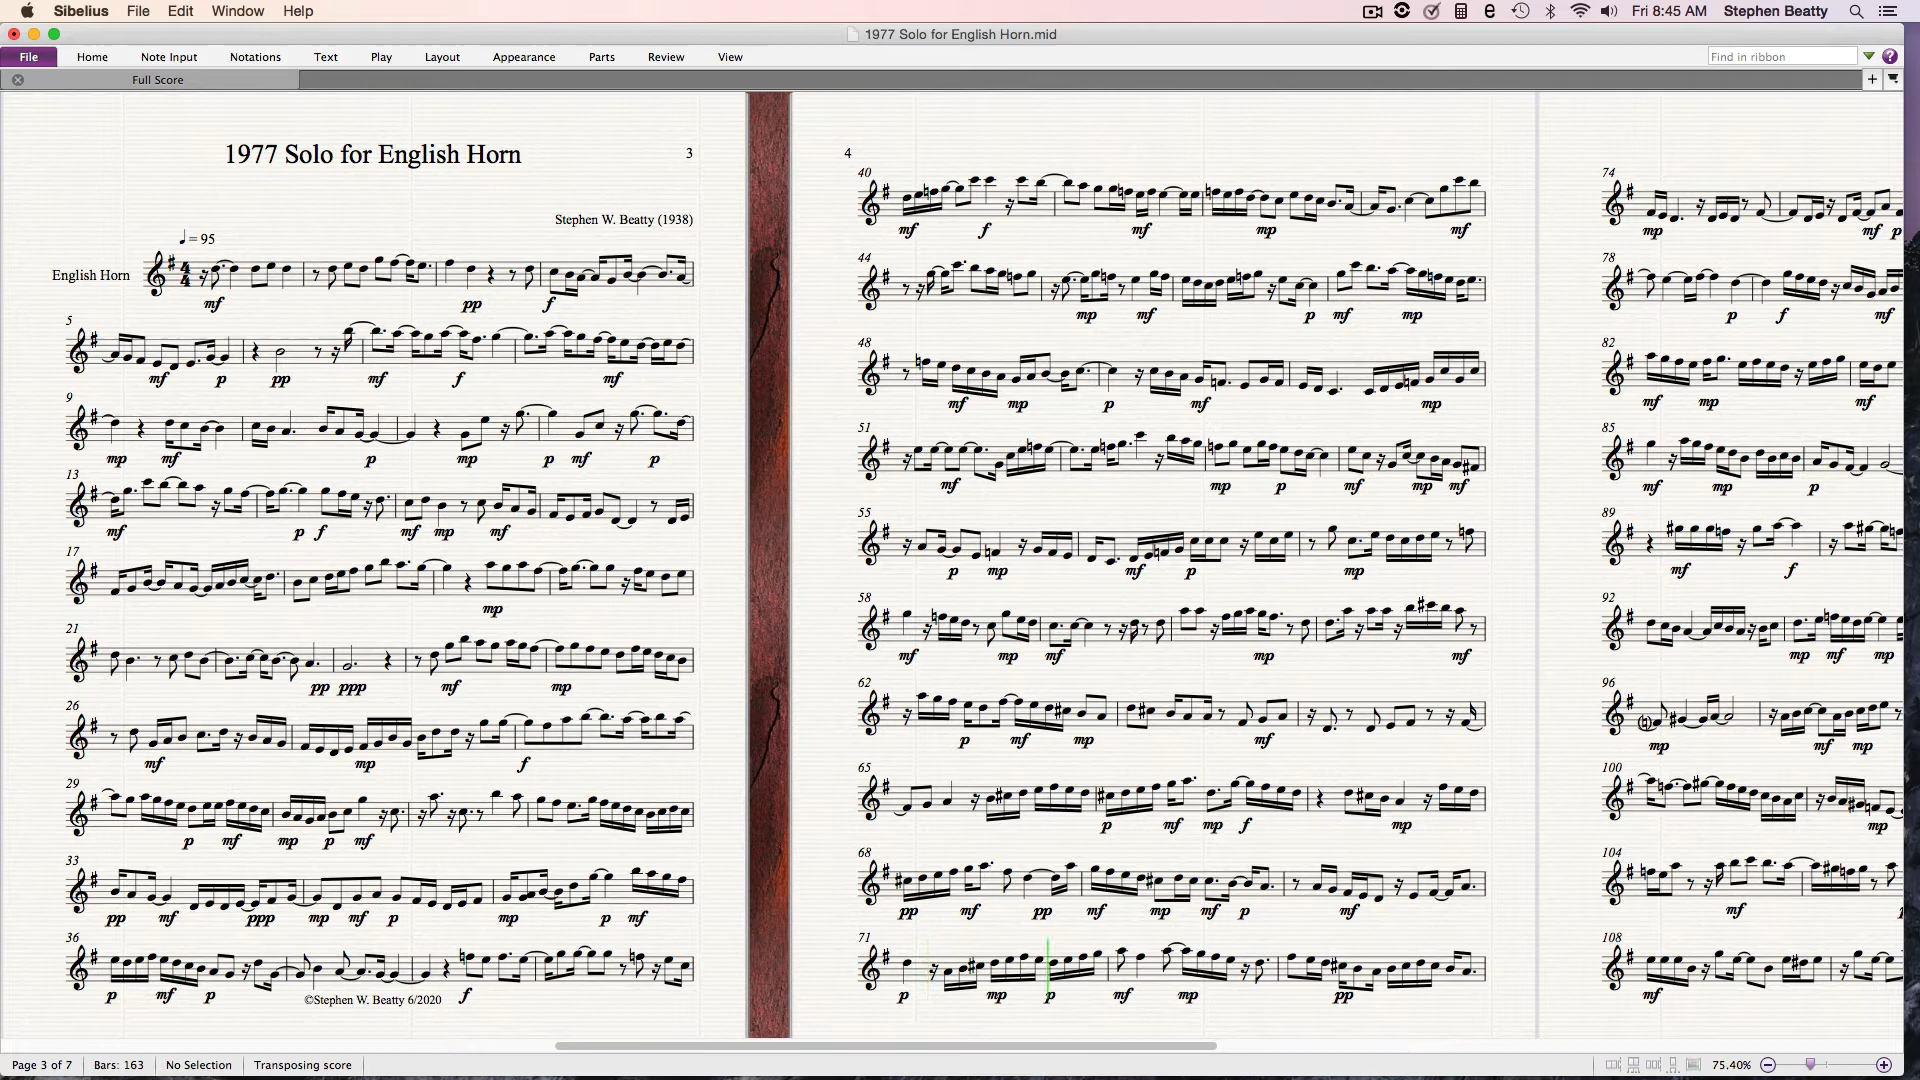 Sibelius File Edit Window Help Fri 8:45 AM Stephen Beatty
1977 Solo for English Horn.mid
File Home Note Input Notations Text Play Layout Appearance Parts Review View Find in ribbon
Full Score
1977 Solo for English Horn
3
Stephen W. Beatty (1938)
♩ = 95
English Horn
4
4
mf pp f
5
mf p pp mf f mf
9
mp mf p mp p mf p
13
mf p f mf mp mf
17
mp
21
pp ppp mf mp
26
mf mp f
29
p mf mp p mf
33
pp mf ppp mp mf p mp p mf
36
p mf p f
©Stephen W. Beatty 6/2020
4
40
mf f mf mp mf
44
mp mf p mf mp
48
mf mp p mf mp
51
mf mp p mf mp mf
55
p mp mf p mp
58
mf mp mf mp mf
62
p mf mp mf
65
p mf mp f mp
68
pp mf pp mf mp mf p mf
71
p mp p mf mp pp
74
mp mf p
78
p f mf
82
mf mp mf
85
mf mp p
89
mf f
92
mp mf mp
96
mp mf mp
100
mp
104
mf
108
mf
Page 3 of 7 Bars: 163 No Selection Transposing score 75.40%